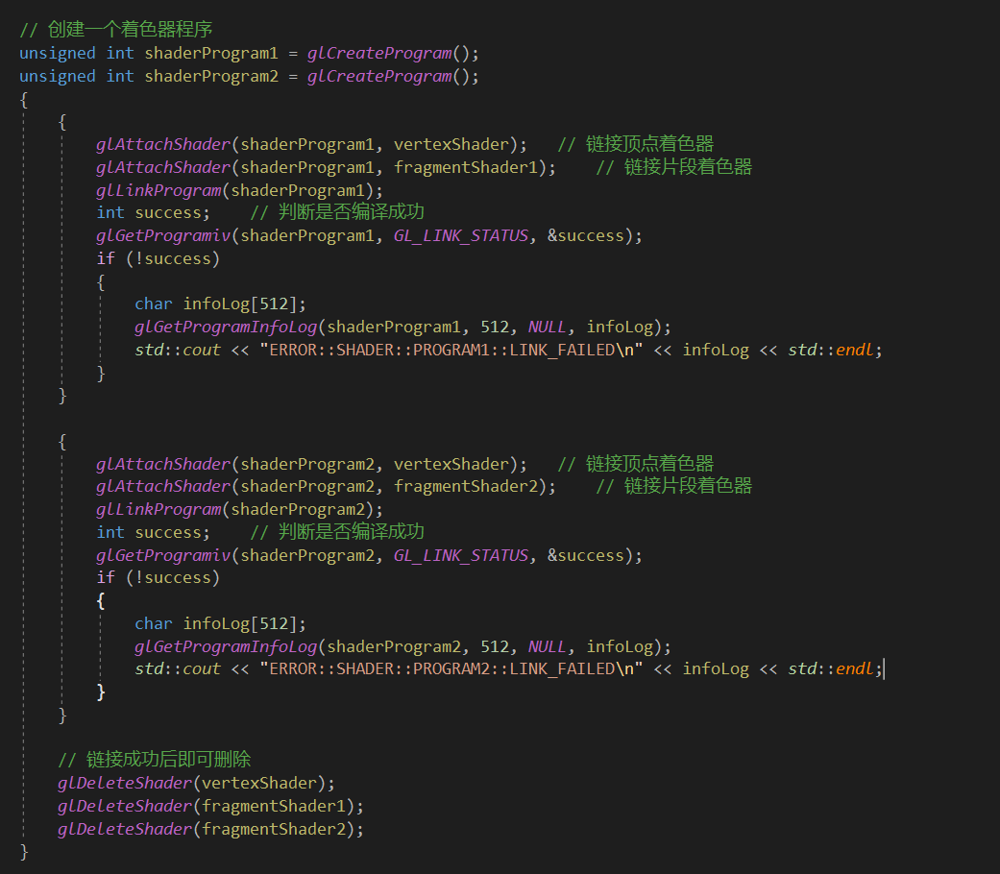 // 创建一个着色器程序
unsigned int shaderProgram1 = glCreateProgram();
unsigned int shaderProgram2 = glCreateProgram();
{
    {
        glAttachShader(shaderProgram1, vertexShader);   // 链接顶点着色器
        glAttachShader(shaderProgram1, fragmentShader1);    // 链接片段着色器
        glLinkProgram(shaderProgram1);
        int success;    // 判断是否编译成功
        glGetProgramiv(shaderProgram1, GL_LINK_STATUS, &success);
        if (!success)
        {
            char infoLog[512];
            glGetProgramInfoLog(shaderProgram1, 512, NULL, infoLog);
            std::cout << "ERROR::SHADER::PROGRAM1::LINK_FAILED\n" << infoLog << std::endl;
        }
    }

    {
        glAttachShader(shaderProgram2, vertexShader);   // 链接顶点着色器
        glAttachShader(shaderProgram2, fragmentShader2);    // 链接片段着色器
        glLinkProgram(shaderProgram2);
        int success;    // 判断是否编译成功
        glGetProgramiv(shaderProgram2, GL_LINK_STATUS, &success);
        if (!success)
        {
            char infoLog[512];
            glGetProgramInfoLog(shaderProgram2, 512, NULL, infoLog);
            std::cout << "ERROR::SHADER::PROGRAM2::LINK_FAILED\n" << infoLog << std::endl;
        }
    }

    // 链接成功后即可删除
    glDeleteShader(vertexShader);
    glDeleteShader(fragmentShader1);
    glDeleteShader(fragmentShader2);
}